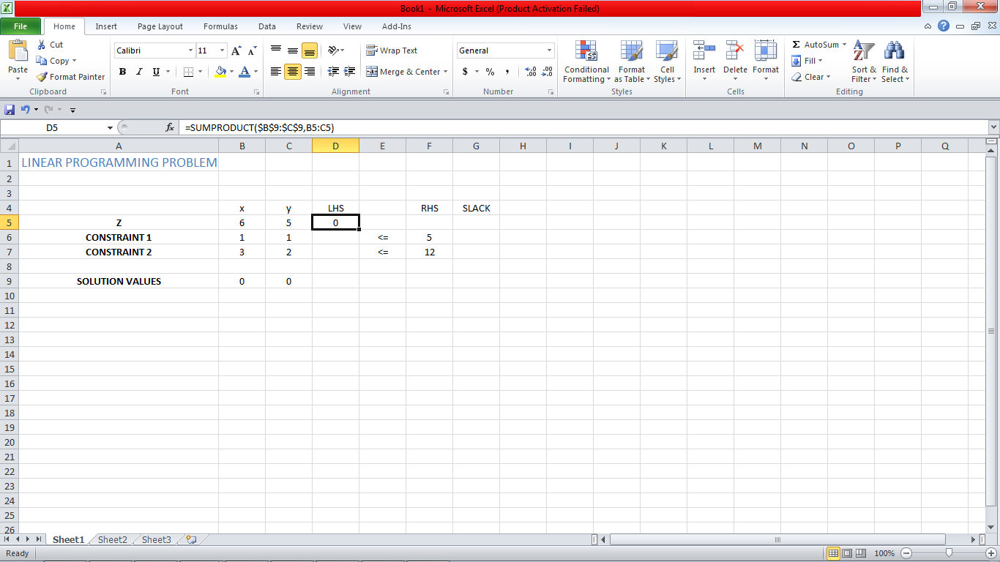 Book1 - Microsoft Excel (Product Activation Failed)
File Home Insert Page Layout Formulas Data Review View Add-Ins
Paste
Cut
Copy
Format Painter
Clipboard
Calibri 11
B I U
Font
Wrap Text
Merge & Center
Alignment
General
$ % ,
Number
Conditional Formatting
Format as Table
Cell Styles
Styles
Insert Delete Format
Cells
Σ AutoSum
Fill
Clear
Sort & Filter
Find & Select
Editing
D5 fx =SUMPRODUCT($B$9:$C$9,B5:C5)
A B C D E F G H I J K L M N O P Q
1 LINEAR PROGRAMMING PROBLEM
2
3
4 x y LHS RHS SLACK
5 Z 6 5 0
6 CONSTRAINT 1 1 1 <= 5
7 CONSTRAINT 2 3 2 <= 12
8
9 SOLUTION VALUES 0 0
10
11
12
13
14
15
16
17
18
19
20
21
22
23
24
25
26
Sheet1 Sheet2 Sheet3
Ready 100%